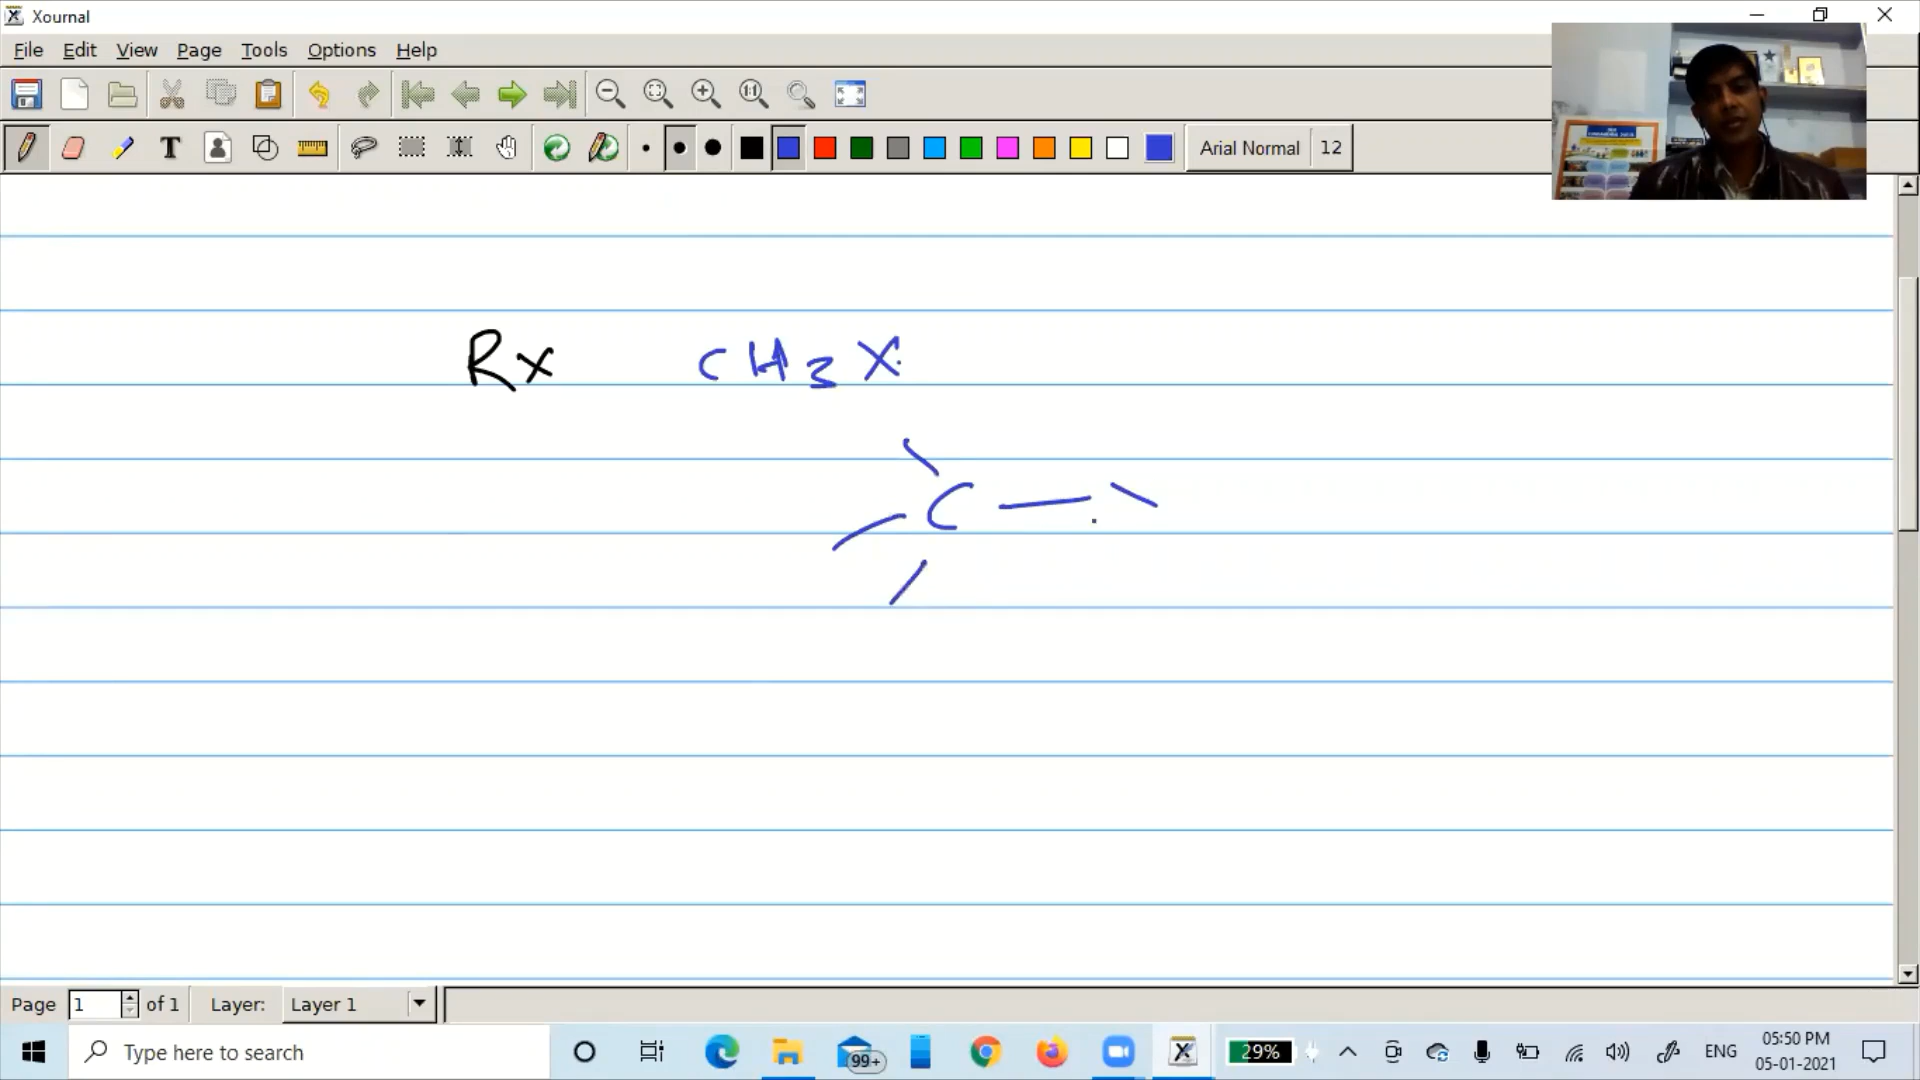 Xournal
File Edit View Page Tools Options Help
Arial Normal 12
Rx CH3X
C
Page 1 of 1 Layer: Layer 1
Type here to search 99+ 29% ENG 05:50 PM
05-01-2021